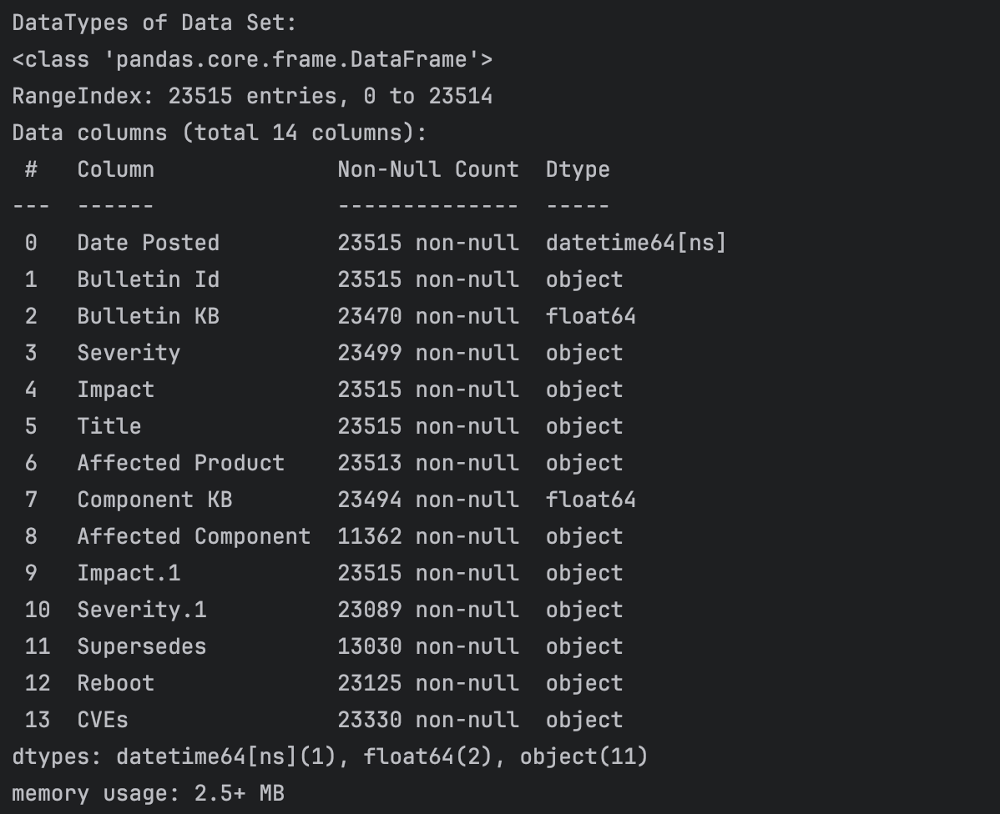 DataTypes of Data Set:
<class 'pandas.core.frame.DataFrame'>
RangeIndex: 23515 entries, 0 to 23514
Data columns (total 14 columns):
 #   Column              Non-Null Count  Dtype
---  ------              --------------  -----
 0   Date Posted         23515 non-null  datetime64[ns]
 1   Bulletin Id         23515 non-null  object
 2   Bulletin KB         23470 non-null  float64
 3   Severity            23499 non-null  object
 4   Impact              23515 non-null  object
 5   Title               23515 non-null  object
 6   Affected Product    23513 non-null  object
 7   Component KB        23494 non-null  float64
 8   Affected Component  11362 non-null  object
 9   Impact.1            23515 non-null  object
 10  Severity.1          23089 non-null  object
 11  Supersedes          13030 non-null  object
 12  Reboot              23125 non-null  object
 13  CVEs                23330 non-null  object
dtypes: datetime64[ns](1), float64(2), object(11)
memory usage: 2.5+ MB